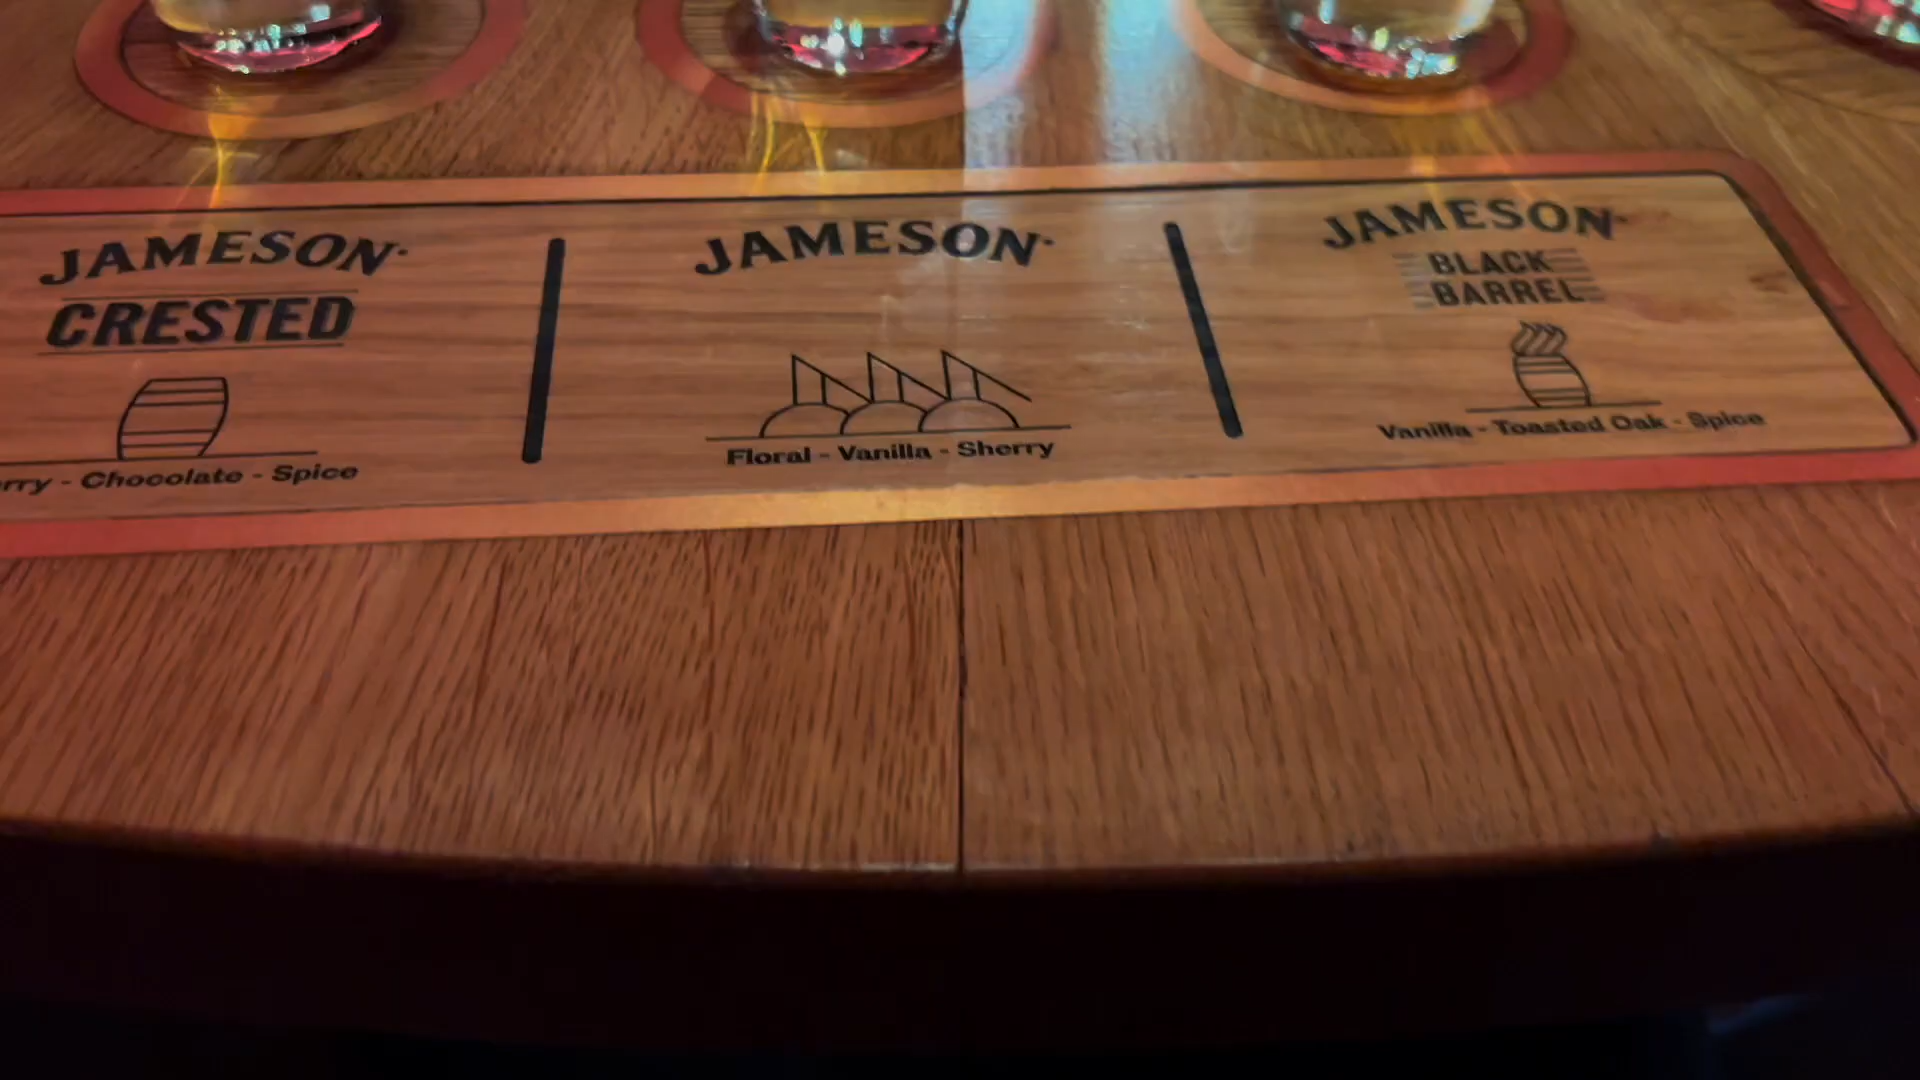 JAMESON
CRESTED
- Chocolate - Spice
JAMESON
Floral - Vanilla - Sherry
JAMESON
BLACK
BARREL
Vanilla - Toasted Oak - Spice